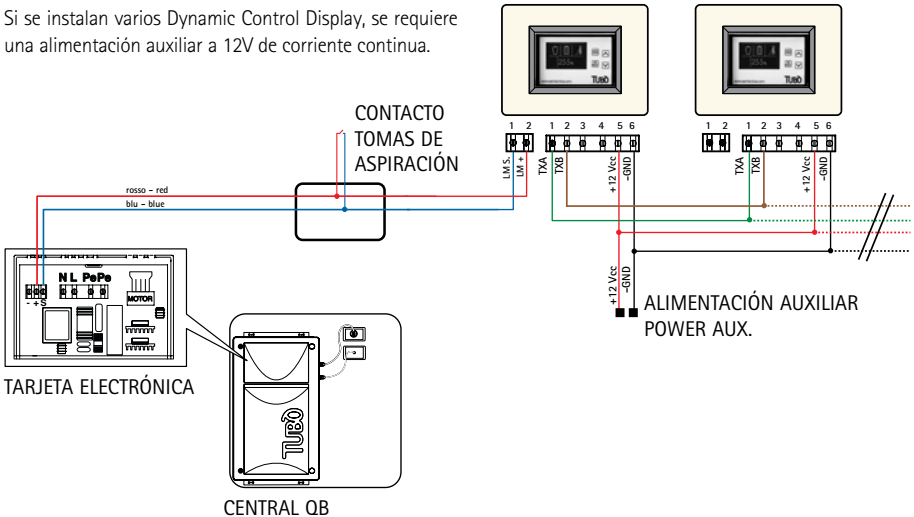 Si se instalan varios Dynamic Control Display, se requiere
una alimentación auxiliar a 12V de corriente continua.
TUBÒ
TUBÒ
CONTACTO
TOMAS DE
ASPIRACIÓN
1 2 1 2 3 4 5 6
1 2 1 2 3 4 5 6
LM S.
LM +
TXA
TXB
+12 Vcc
-GND
TXA
TXB
+12 Vcc
-GND
rosso - red
blu - blue
N L PePe
- + S
MOTOR
+12 Vcc
-GND
ALIMENTACIÓN AUXILIAR
POWER AUX.
TARJETA ELECTRÓNICA
TUBÒ
CENTRAL QB